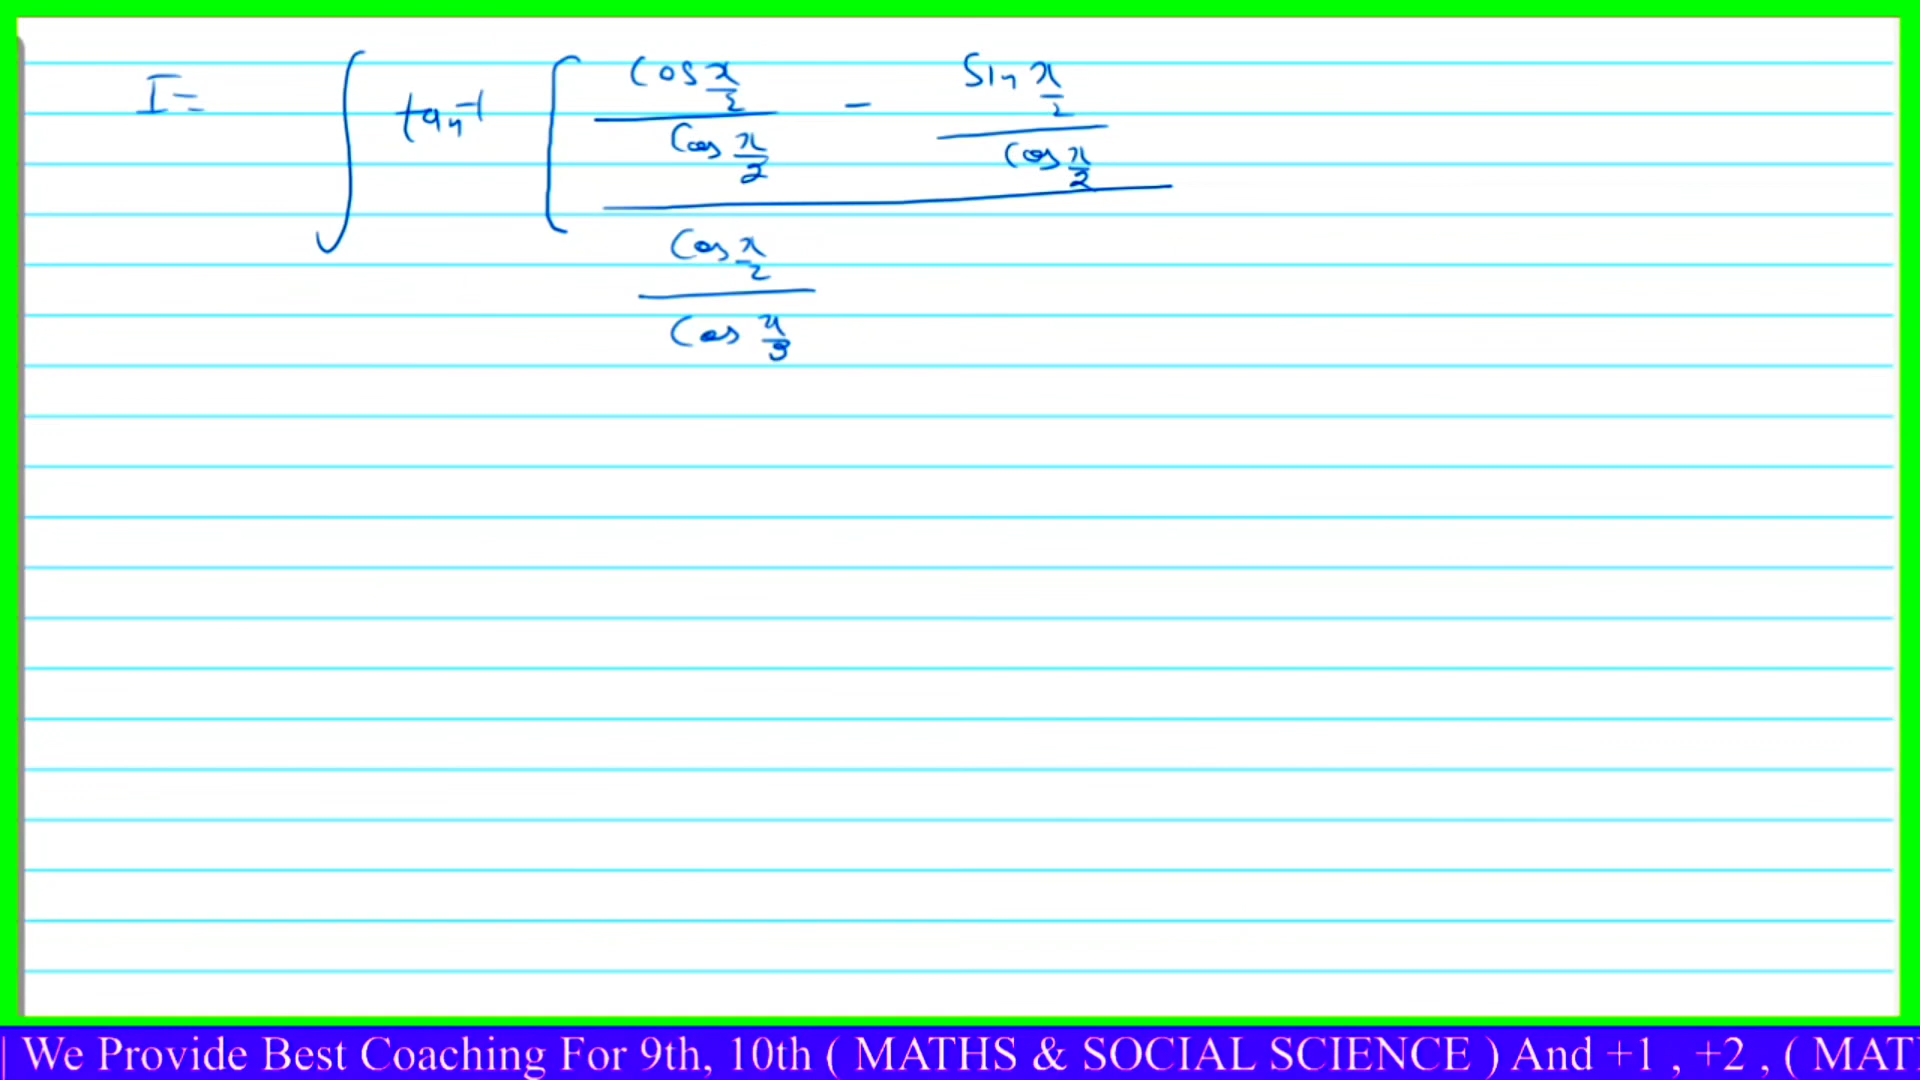 I = ∫ tan⁻¹ [ cos x/2 / cos x/2 - sin x/2 / cos x/2
cos x/2 / cos x/2
| We Provide Best Coaching For 9th, 10th ( MATHS & SOCIAL SCIENCE ) And +1 , +2 , ( MAT